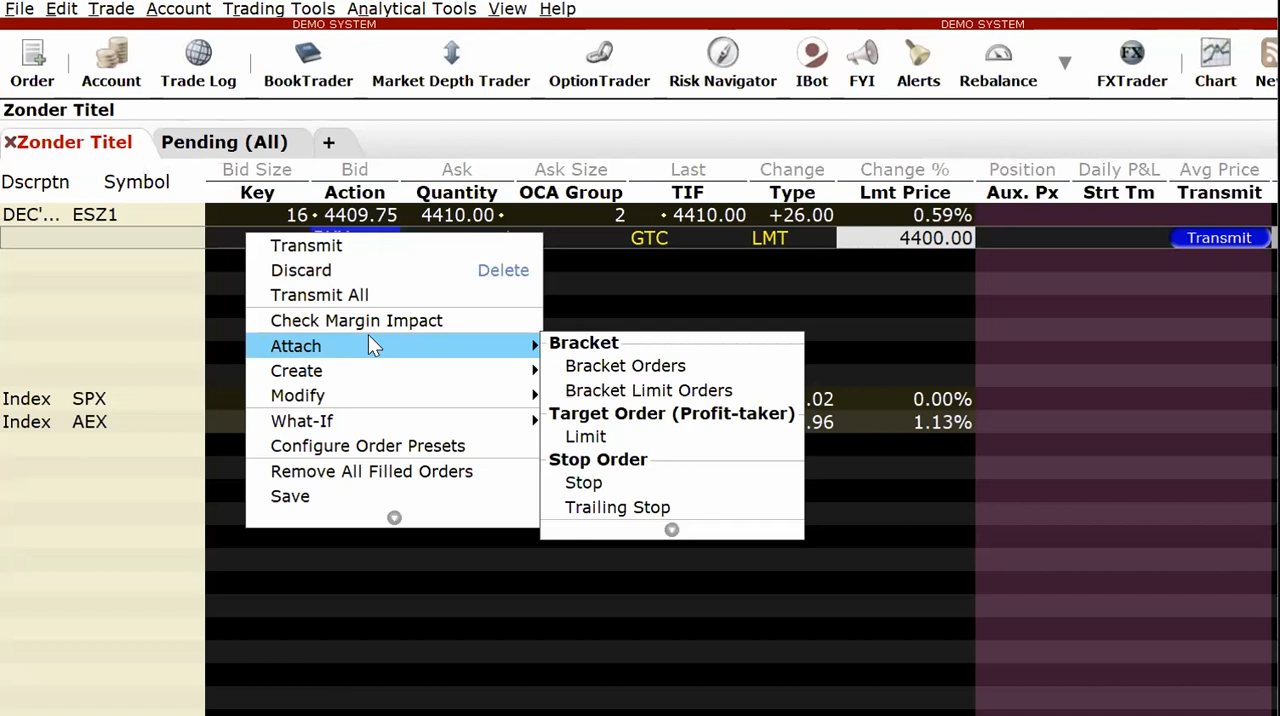 File Edit Trade Account Trading Tools Analytical Tools View Help
DEMO SYSTEM DEMO SYSTEM
Order Account Trade Log BookTrader Market Depth Trader OptionTrader Risk Navigator IBot FYI Alerts Rebalance FX FXTrader Chart
Zonder Titel
Zonder Titel Pending (All) +
Bid Size Bid Ask Ask Size Last Change Change % Position Daily P&L Avg Price
Dscrptn Symbol Key Action Quantity OCA Group TIF Type Lmt Price Aux. Px Strt Tm Transmit
DEC'... ESZ1 16 4409.75 4410.00 2 4410.00 +26.00 0.59%
GTC LMT 4400.00 Transmit
Transmit
Discard Delete
Transmit All
Check Margin Impact
Attach
Create
Modify
What-If
Configure Order Presets
Remove All Filled Orders
Save
Bracket
Bracket Orders
Bracket Limit Orders
Target Order (Profit-taker)
Limit
Stop Order
Stop
Trailing Stop
Index SPX .02 0.00%
Index AEX .96 1.13%